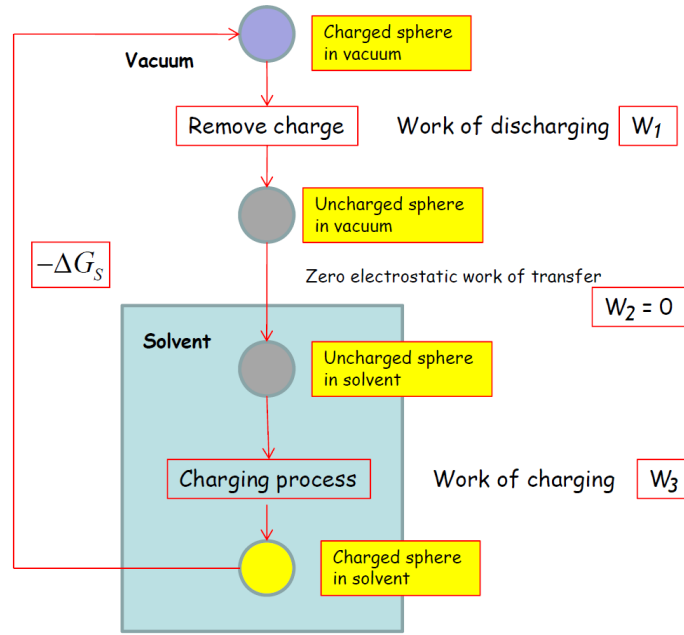 Charged sphere
in vacuum
Vacuum
Remove charge
Work of discharging
W1
Uncharged sphere
in vacuum
−ΔGS
Zero electrostatic work of transfer
W2 = 0
Solvent
Uncharged sphere
in solvent
Charging process
Work of charging
W3
Charged sphere
in solvent